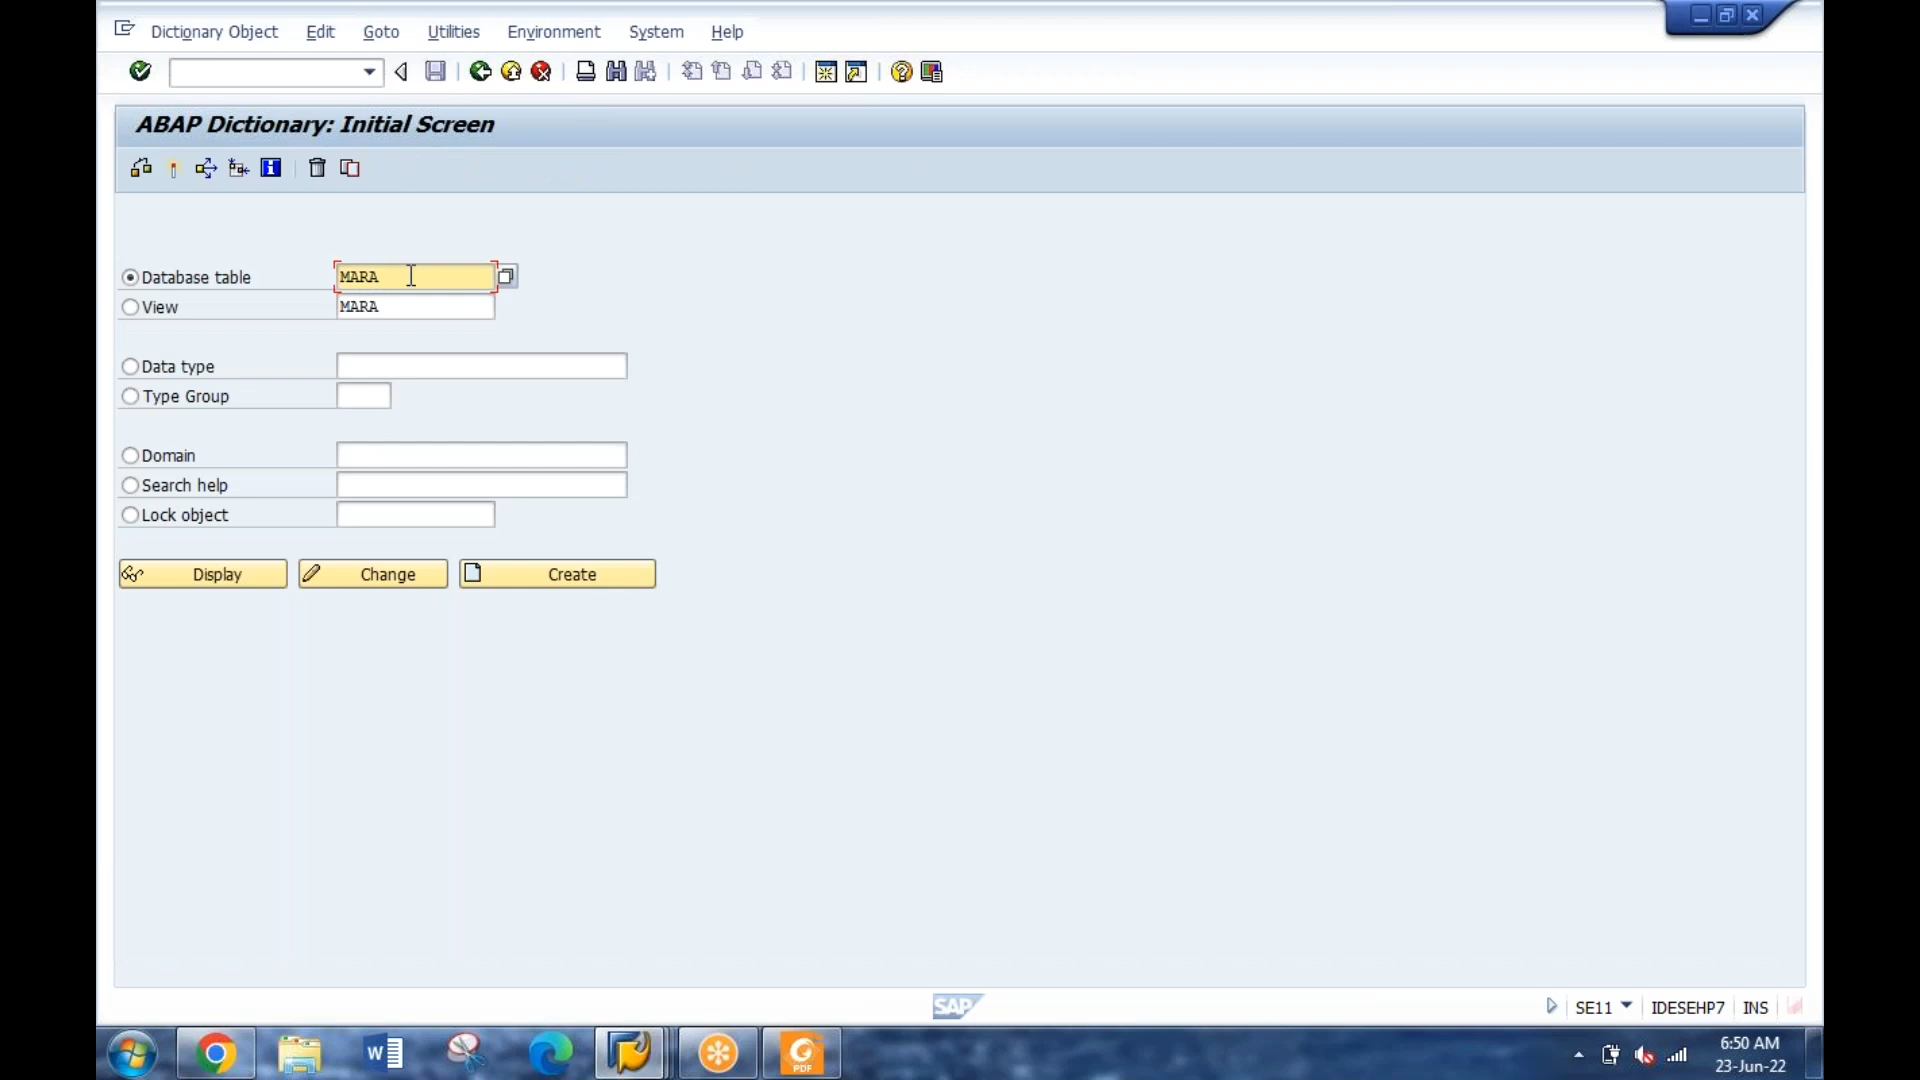 Dictionary Object Edit Goto Utilities Environment System Help
ABAP Dictionary: Initial Screen
Database table MARA
View MARA
Data type
Type Group
Domain
Search help
Lock object
Display Change Create
SAP SE11 IDESEHP7 INS
W PDF 6:50 AM
23-Jun-22